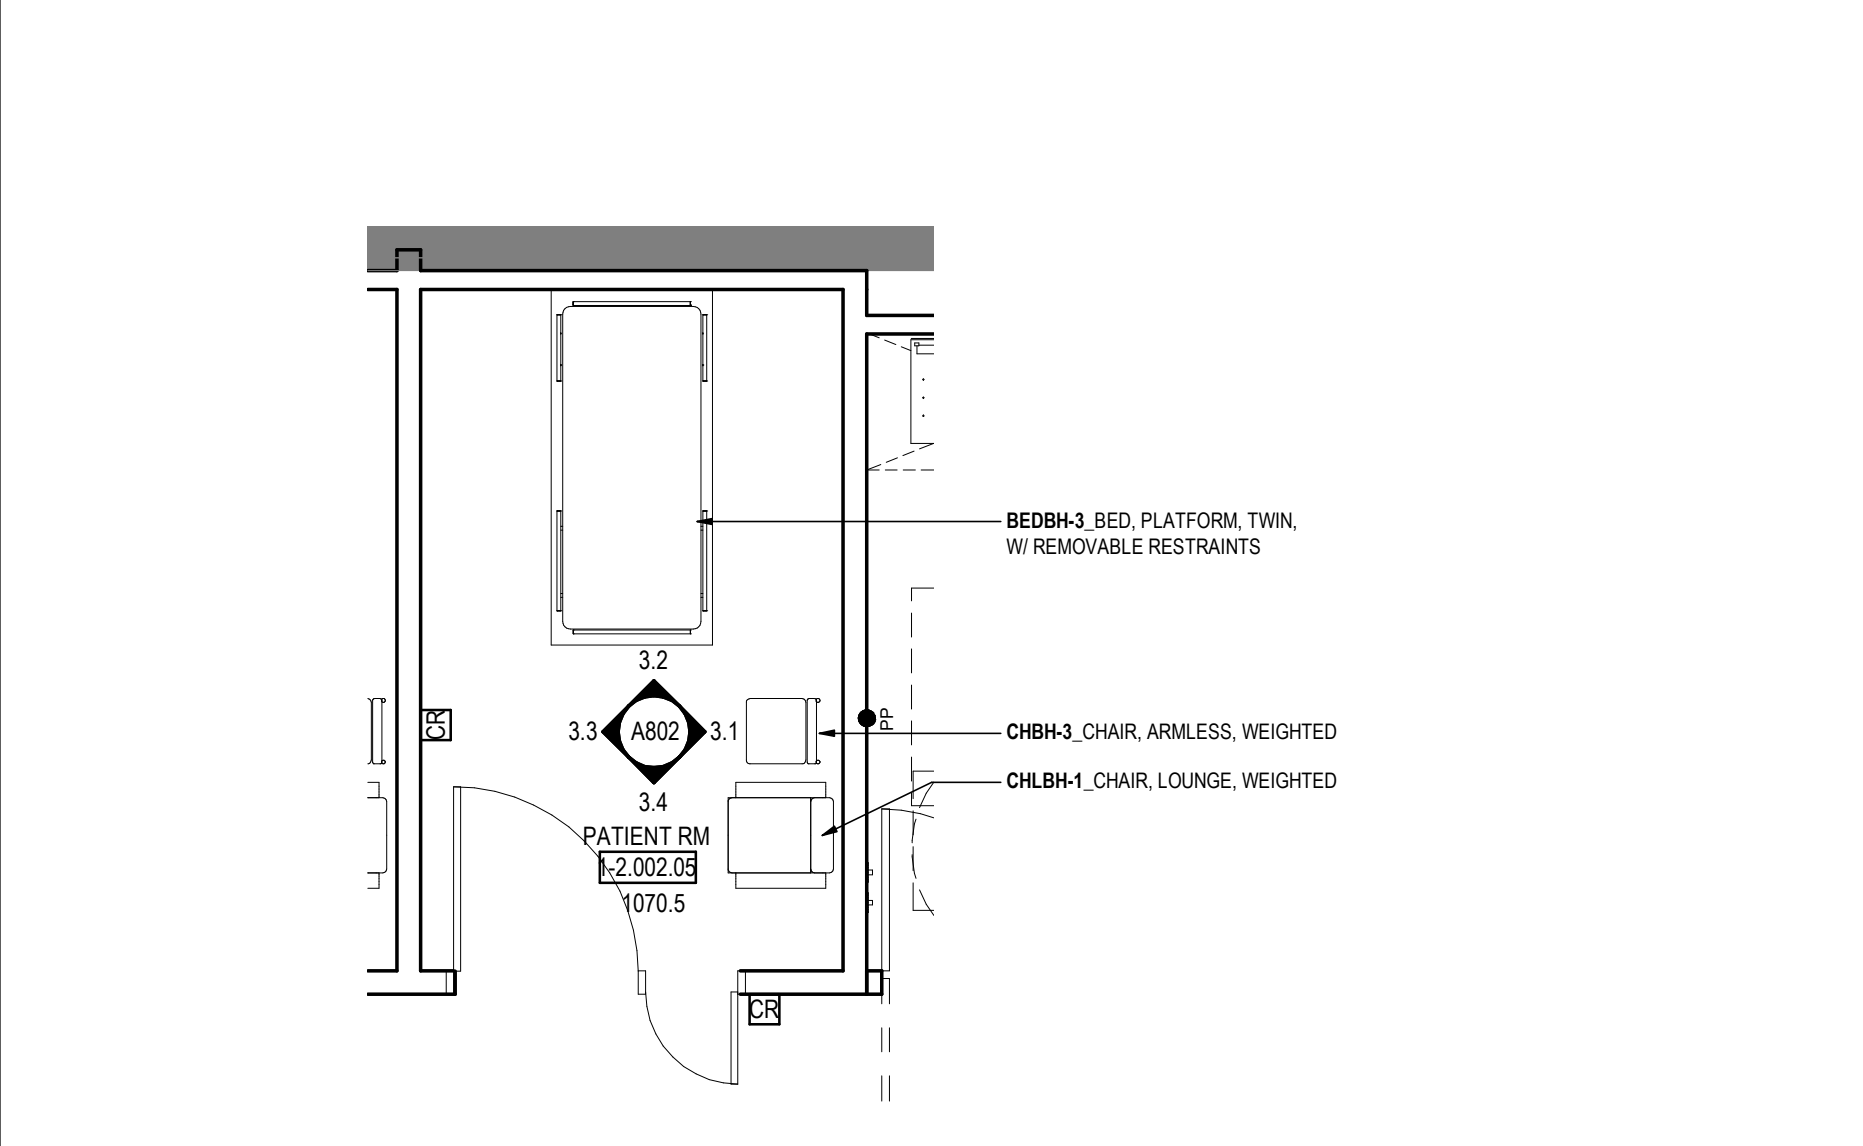 BEDBH-3_BED, PLATFORM, TWIN,
W/ REMOVABLE RESTRAINTS
3.2
CR
3.3
A802
3.1
PP
CHBH-3_CHAIR, ARMLESS, WEIGHTED
CHLBH-1_CHAIR, LOUNGE, WEIGHTED
3.4
PATIENT RM
1-2.002.05
1070.5
CR